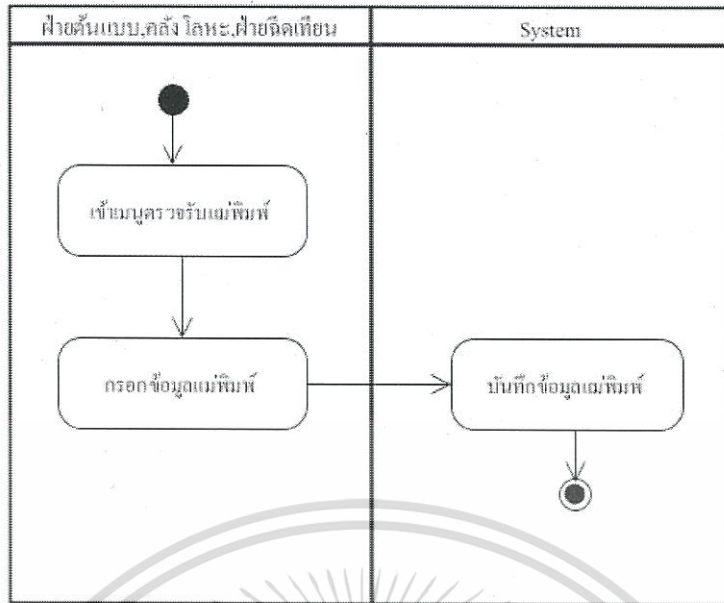 ฝ่ายต้นแบบ,คลังโลหะ,ฝ่ายฉีดเทียน
System
เข้าเมนูตรวจรับแม่พิมพ์
กรอกข้อมูลแม่พิมพ์
บันทึกข้อมูลแม่พิมพ์